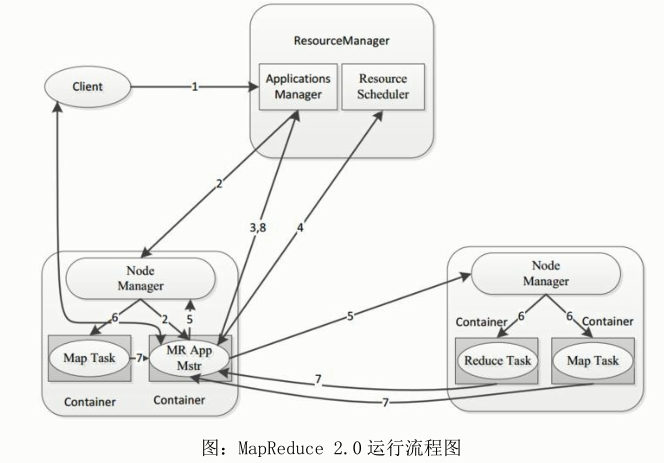 ResourceManager
Client
1
Applications
Manager
Resource
Scheduler
2
3,8
4
Node
Manager
6
2
5
Map Task
7
MR App
Mstr
Container
Container
5
Node
Manager
Container
6
6
Container
Reduce Task
Map Task
7
7
图：MapReduce 2.0运行流程图